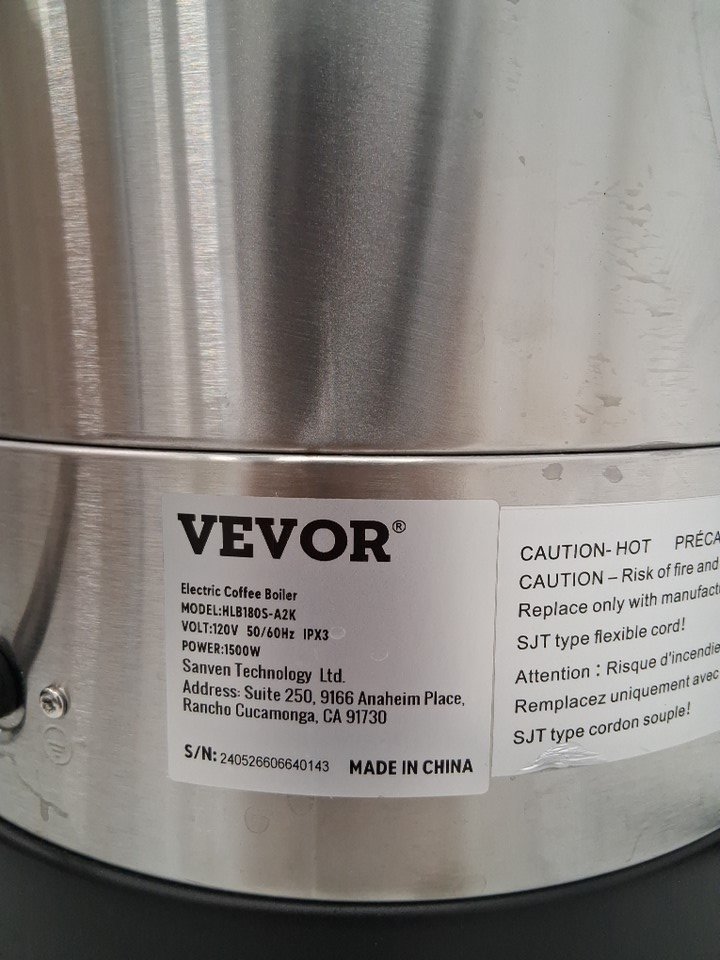 VEVOR®
Electric Coffee Boiler
MODEL:HLB180S-A2K
VOLT:120V 50/60Hz IPX3
POWER:1500W
Sanven Technology Ltd.
Address: Suite 250, 9166 Anaheim Place,
Rancho Cucamonga, CA 91730
S/N: 240526606640143 MADE IN CHINA
CAUTION- HOT
CAUTION – Risk of fire and
Replace only with
SJT type flexible cord!
Attention : Risque d'incendie
Remplacez uniquement avec
SJT type cordon souple!